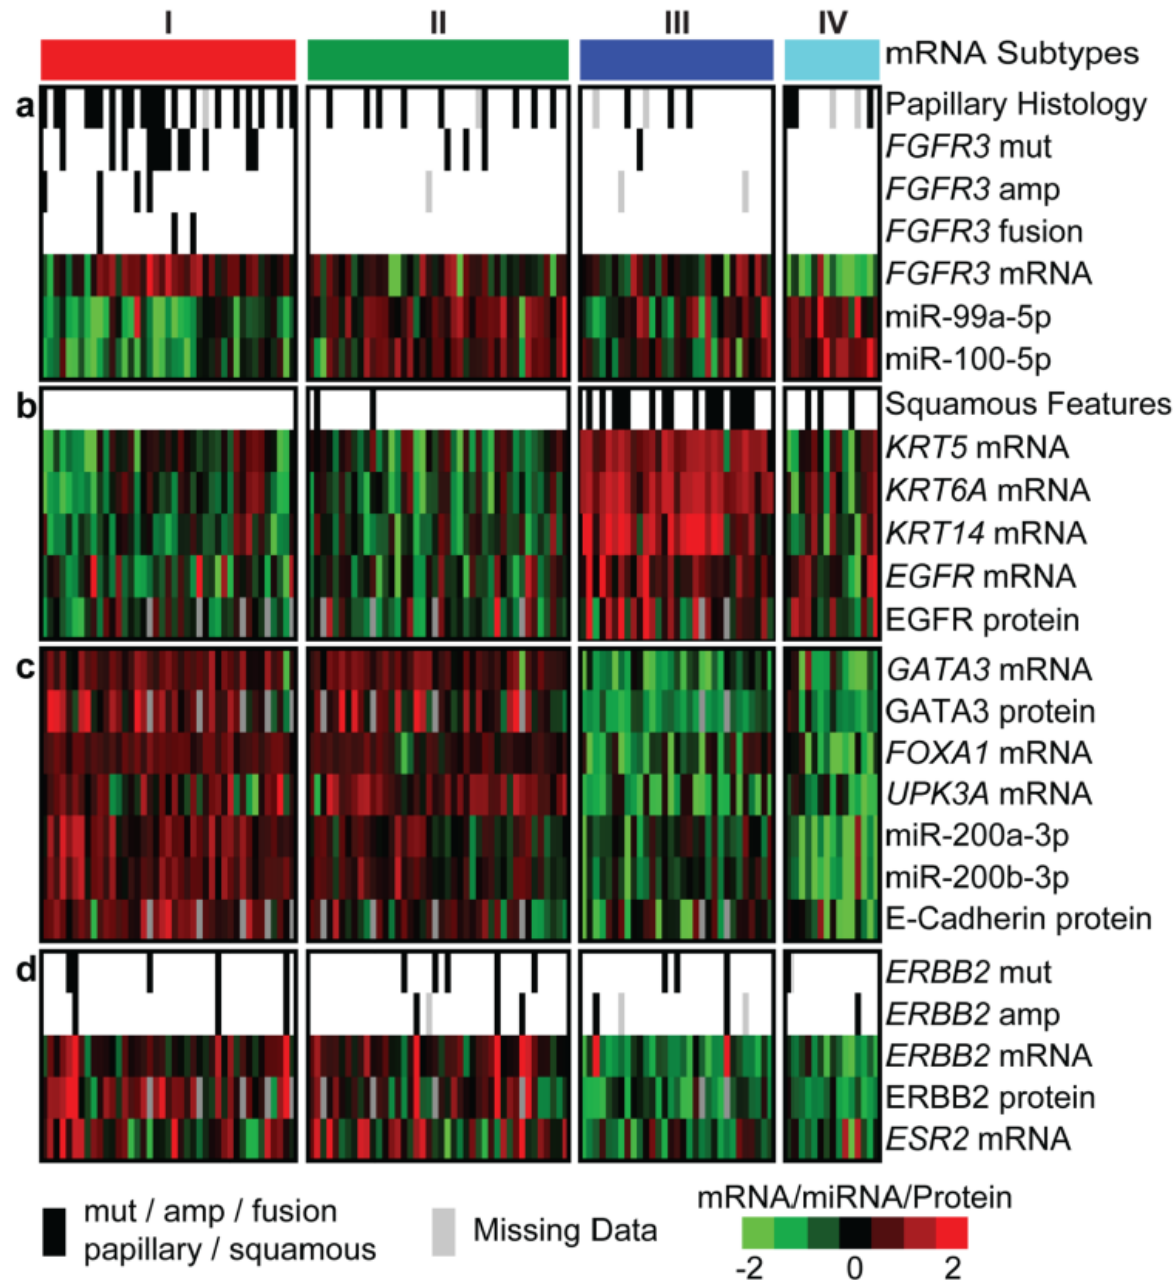 I II III IV
mRNA Subtypes
a
Papillary Histology
FGFR3 mut
FGFR3 amp
FGFR3 fusion
FGFR3 mRNA
miR-99a-5p
miR-100-5p
b
Squamous Features
KRT5 mRNA
KRT6A mRNA
KRT14 mRNA
EGFR mRNA
EGFR protein
c
GATA3 mRNA
GATA3 protein
FOXA1 mRNA
UPK3A mRNA
miR-200a-3p
miR-200b-3p
E-Cadherin protein
d
ERBB2 mut
ERBB2 amp
ERBB2 mRNA
ERBB2 protein
ESR2 mRNA
mut / amp / fusion
papillary / squamous
Missing Data
mRNA/miRNA/Protein
-2 0 2